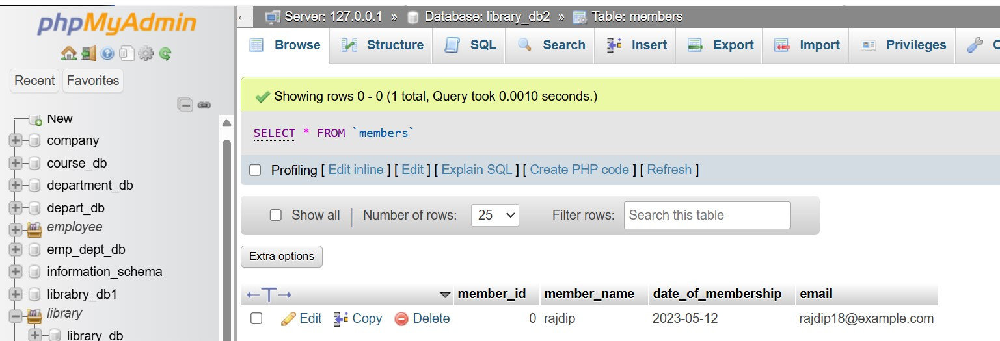 phpMyAdmin
Recent Favorites
New
company
course_db
department_db
depart_db
employee
emp_dept_db
information_schema
librabry_db1
library
library_db
Server: 127.0.0.1 » Database: library_db2 » Table: members
Browse Structure SQL Search Insert Export Import Privileges O
Showing rows 0 - 0 (1 total, Query took 0.0010 seconds.)
SELECT * FROM `members`
Profiling [ Edit inline ] [ Edit ] [ Explain SQL ] [ Create PHP code ] [ Refresh ]
Show all | Number of rows: 25 Filter rows: Search this table
Extra options
←T→ member_id member_name date_of_membership email
Edit Copy Delete 0 rajdip 2023-05-12 rajdip18@example.com